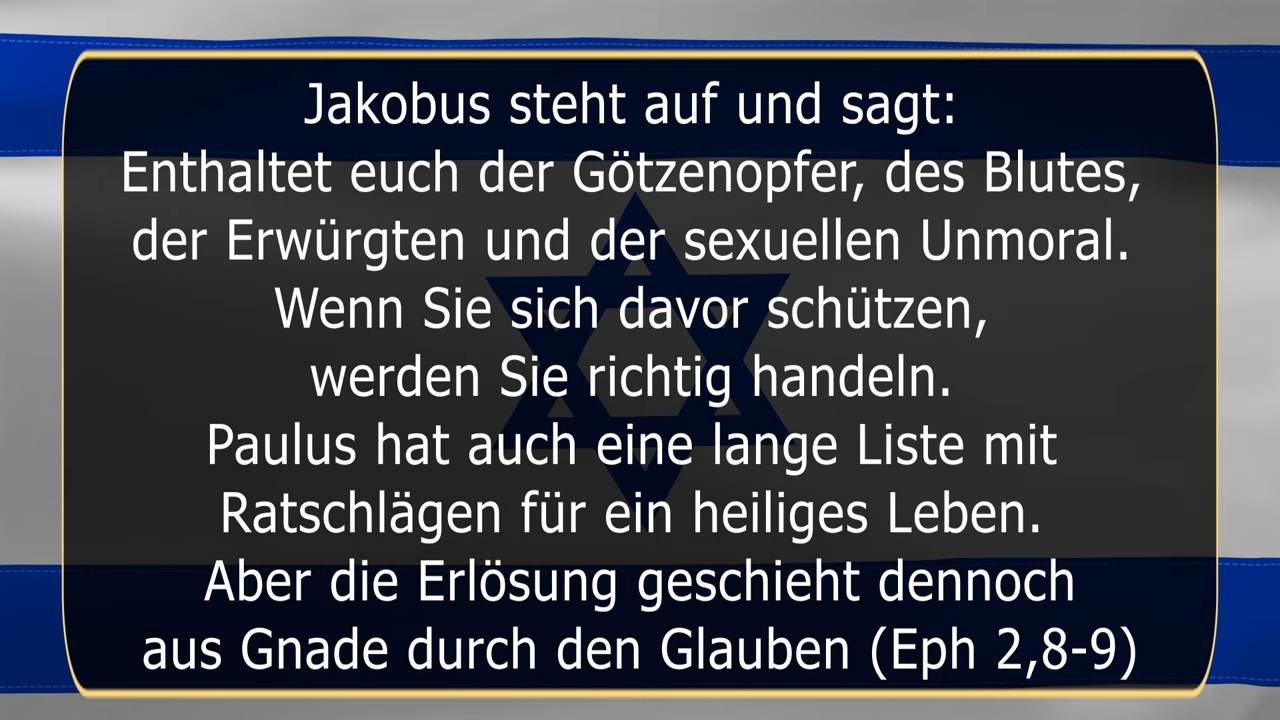 Jakobus steht auf und sagt:
Enthaltet euch der Götzenopfer, des Blutes,
der Erwürgten und der sexuellen Unmoral.
Wenn Sie sich davor schützen,
werden Sie richtig handeln.
Paulus hat auch eine lange Liste mit
Ratschlägen für ein heiliges Leben.
Aber die Erlösung geschieht dennoch
aus Gnade durch den Glauben (Eph 2,8-9)